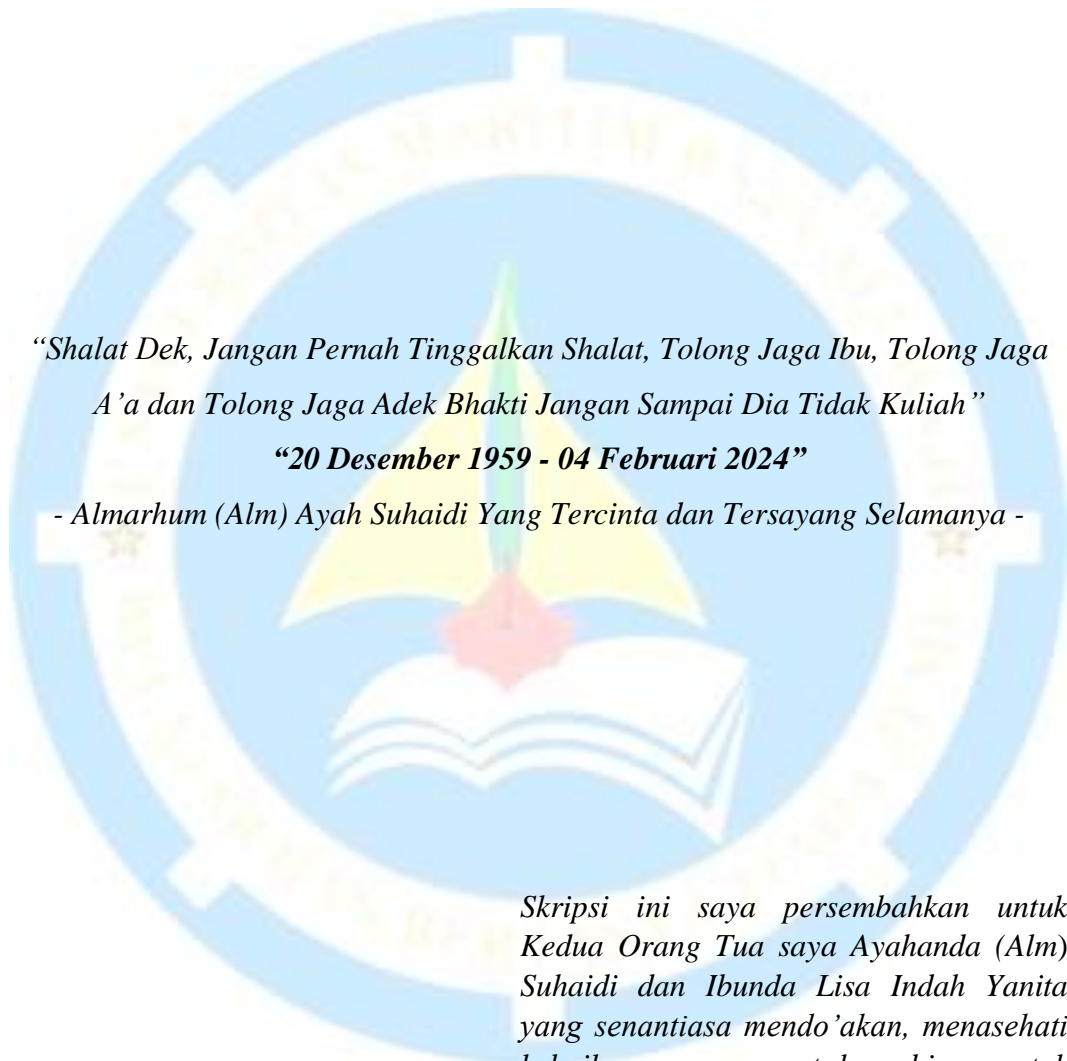 “Shalat Dek, Jangan Pernah Tinggalkan Shalat, Tolong Jaga Ibu, Tolong Jaga
A’a dan Tolong Jaga Adek Bhakti Jangan Sampai Dia Tidak Kuliah”
“20 Desember 1959 - 04 Februari 2024”
- Almarhum (Alm) Ayah Suhaidi Yang Tercinta dan Tersayang Selamanya -
Skripsi ini saya persembahkan untuk
Kedua Orang Tua saya Ayahanda (Alm)
Suhaidi dan Ibunda Lisa Indah Yanita
yang senantiasa mendo’akan, menasehati